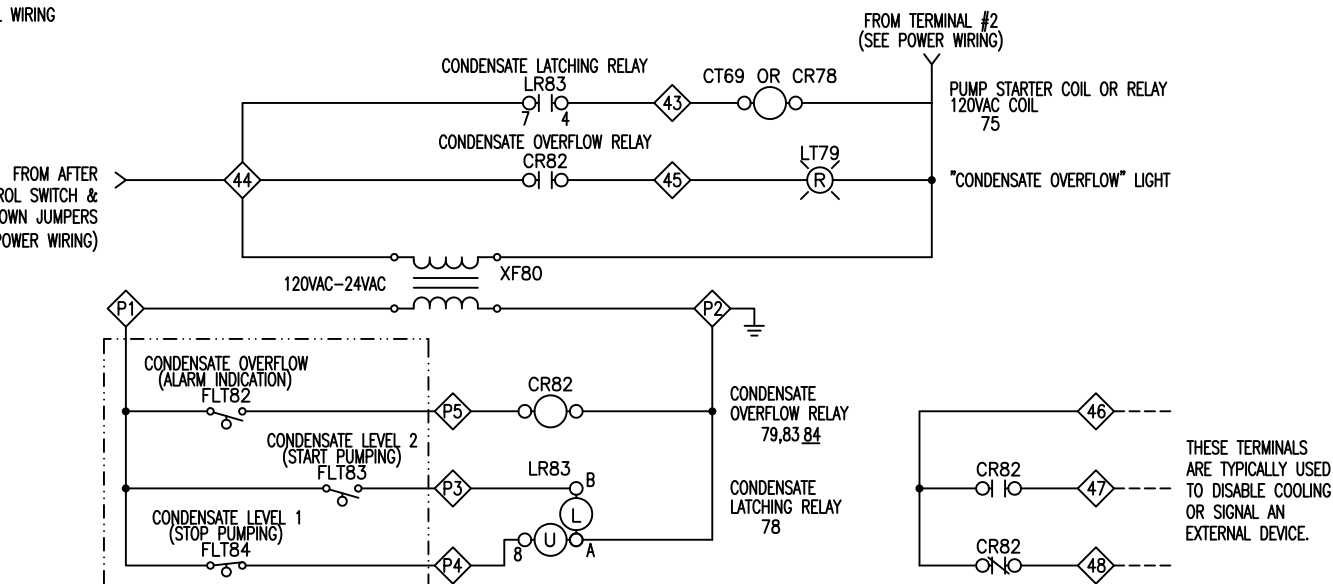 WIRING
FROM TERMINAL #2
(SEE POWER WIRING)
CONDENSATE LATCHING RELAY
LR83
7 4
43
CT69 OR CR78
PUMP STARTER COIL OR RELAY
120VAC COIL
75
CONDENSATE OVERFLOW RELAY
CR82
45
LT79
R
"CONDENSATE OVERFLOW" LIGHT
FROM AFTER
ROL SWITCH &
OWN JUMPERS
POWER WIRING)
44
120VAC-24VAC
XF80
P1
P2
CONDENSATE OVERFLOW
(ALARM INDICATION)
FLT82
P5
CR82
CONDENSATE
OVERFLOW RELAY
79,83 84
CONDENSATE LEVEL 2
(START PUMPING)
FLT83
P3
LR83
B
L
CONDENSATE
LATCHING RELAY
78
CONDENSATE LEVEL 1
(STOP PUMPING)
FLT84
P4
8
U
A
46
CR82
47
CR82
48
THESE TERMINALS
ARE TYPICALLY USED
TO DISABLE COOLING
OR SIGNAL AN
EXTERNAL DEVICE.